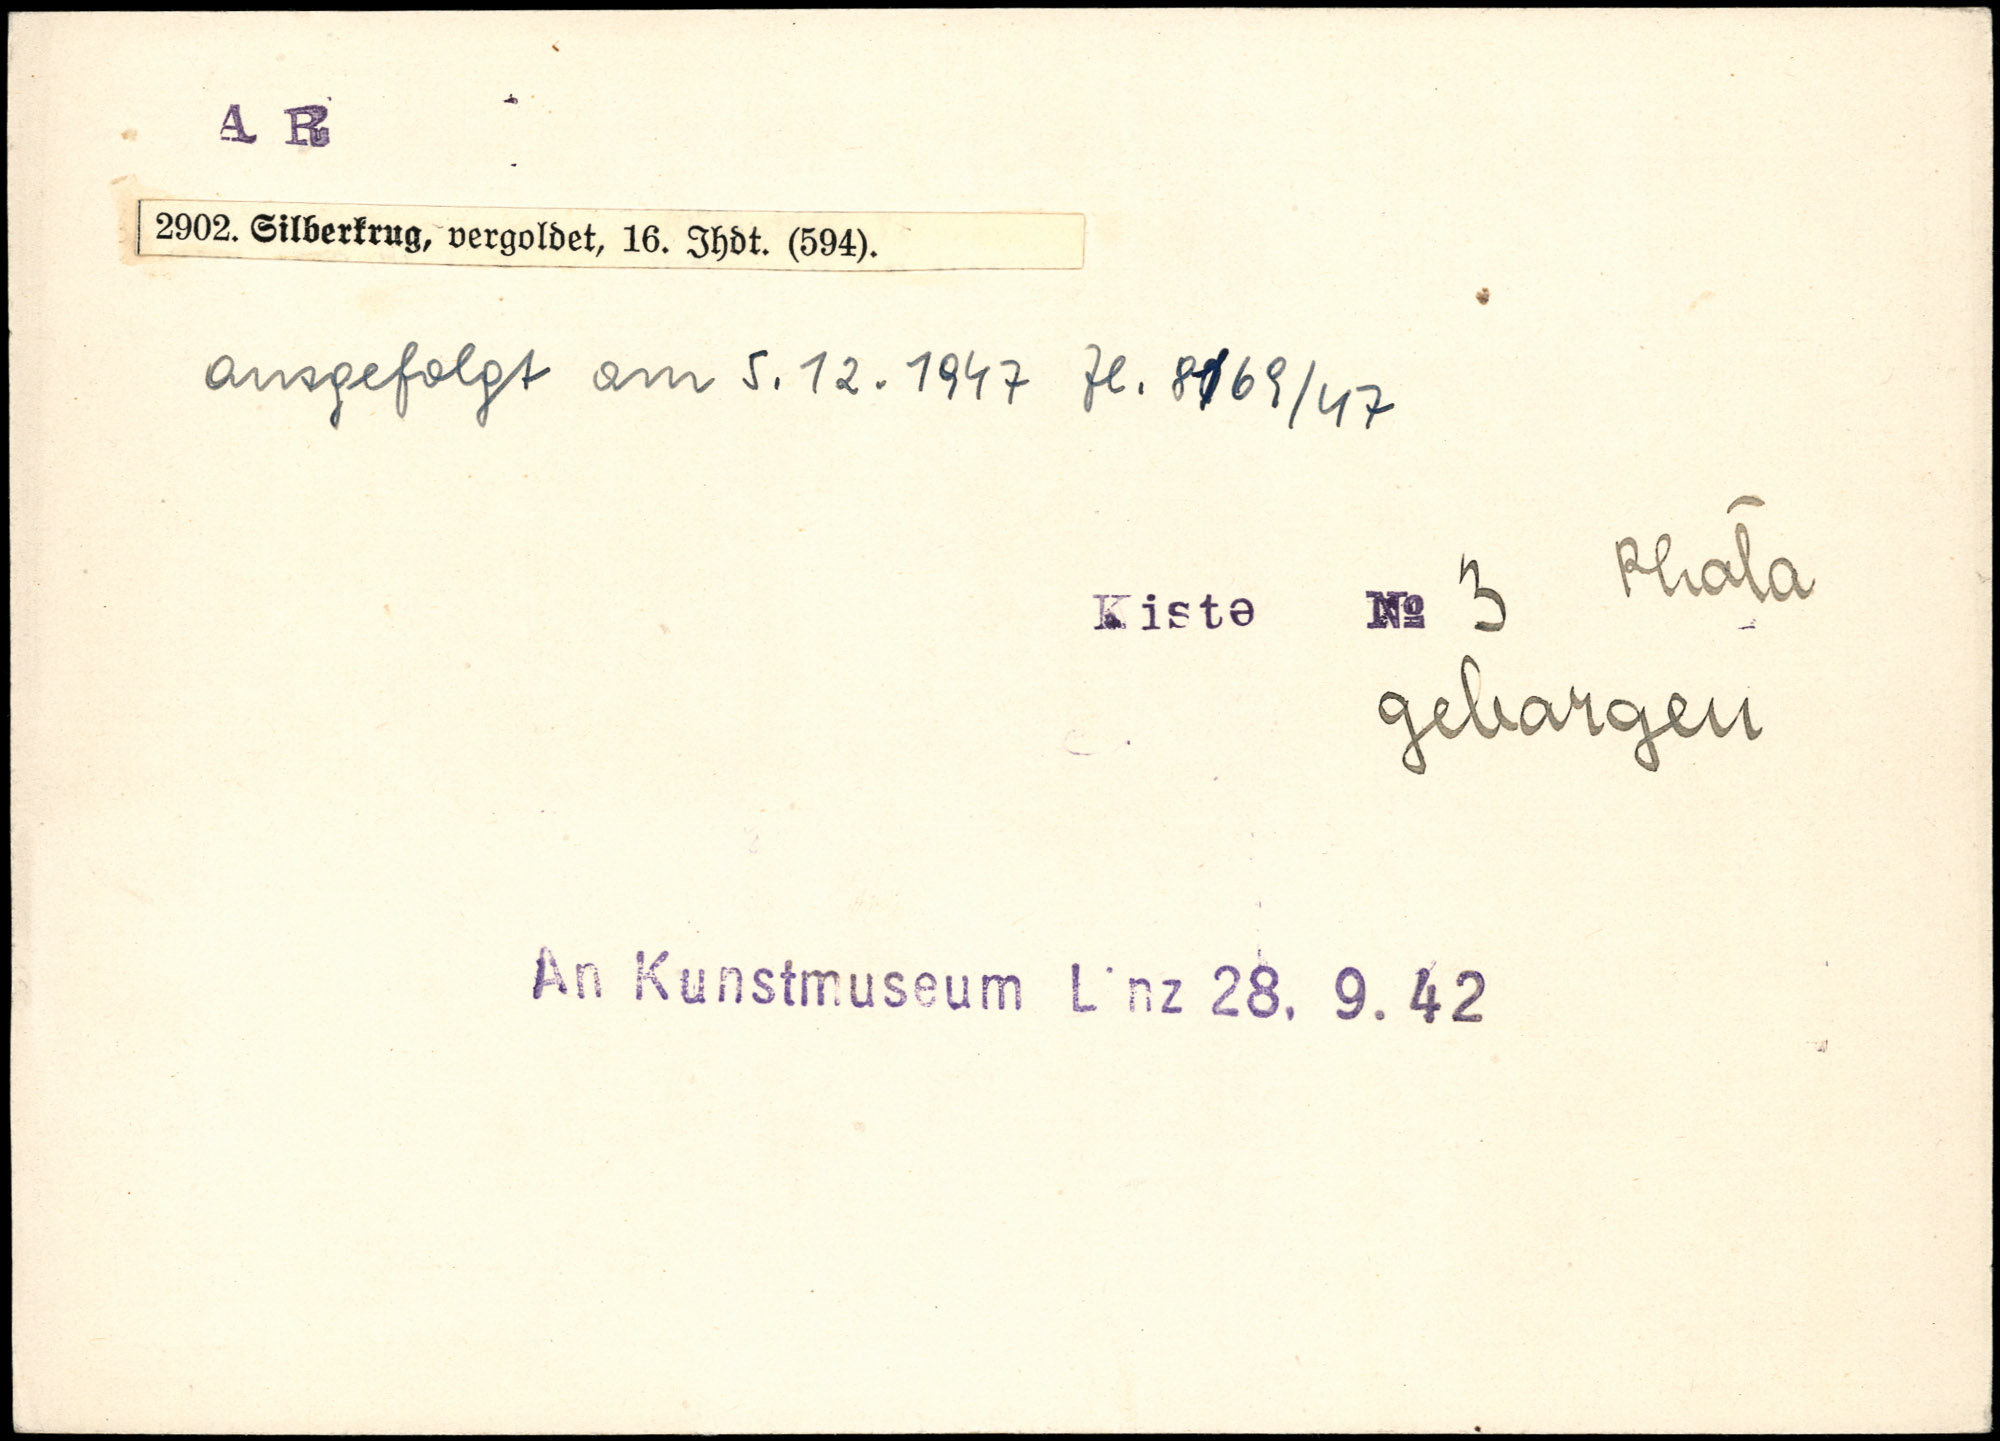 A R
2902. Silberkrug, vergoldet, 16. Jhdt. (594).
ausgefolgt am 5.12.1947 Zl. 8169/47
Kiste № 3
geborgen
An Kunstmuseum Linz 28. 9. 42